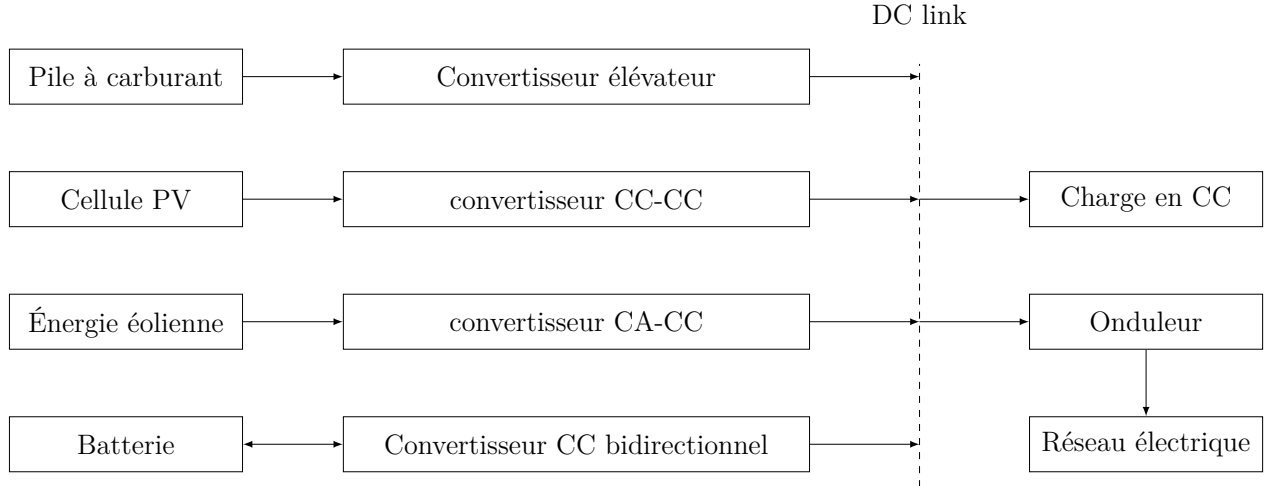 DC link
Pile à carburant
Convertisseur élévateur
Cellule PV
convertisseur CC-CC
Charge en CC
Énergie éolienne
convertisseur CA-CC
Onduleur
Batterie
Convertisseur CC bidirectionnel
Réseau électrique